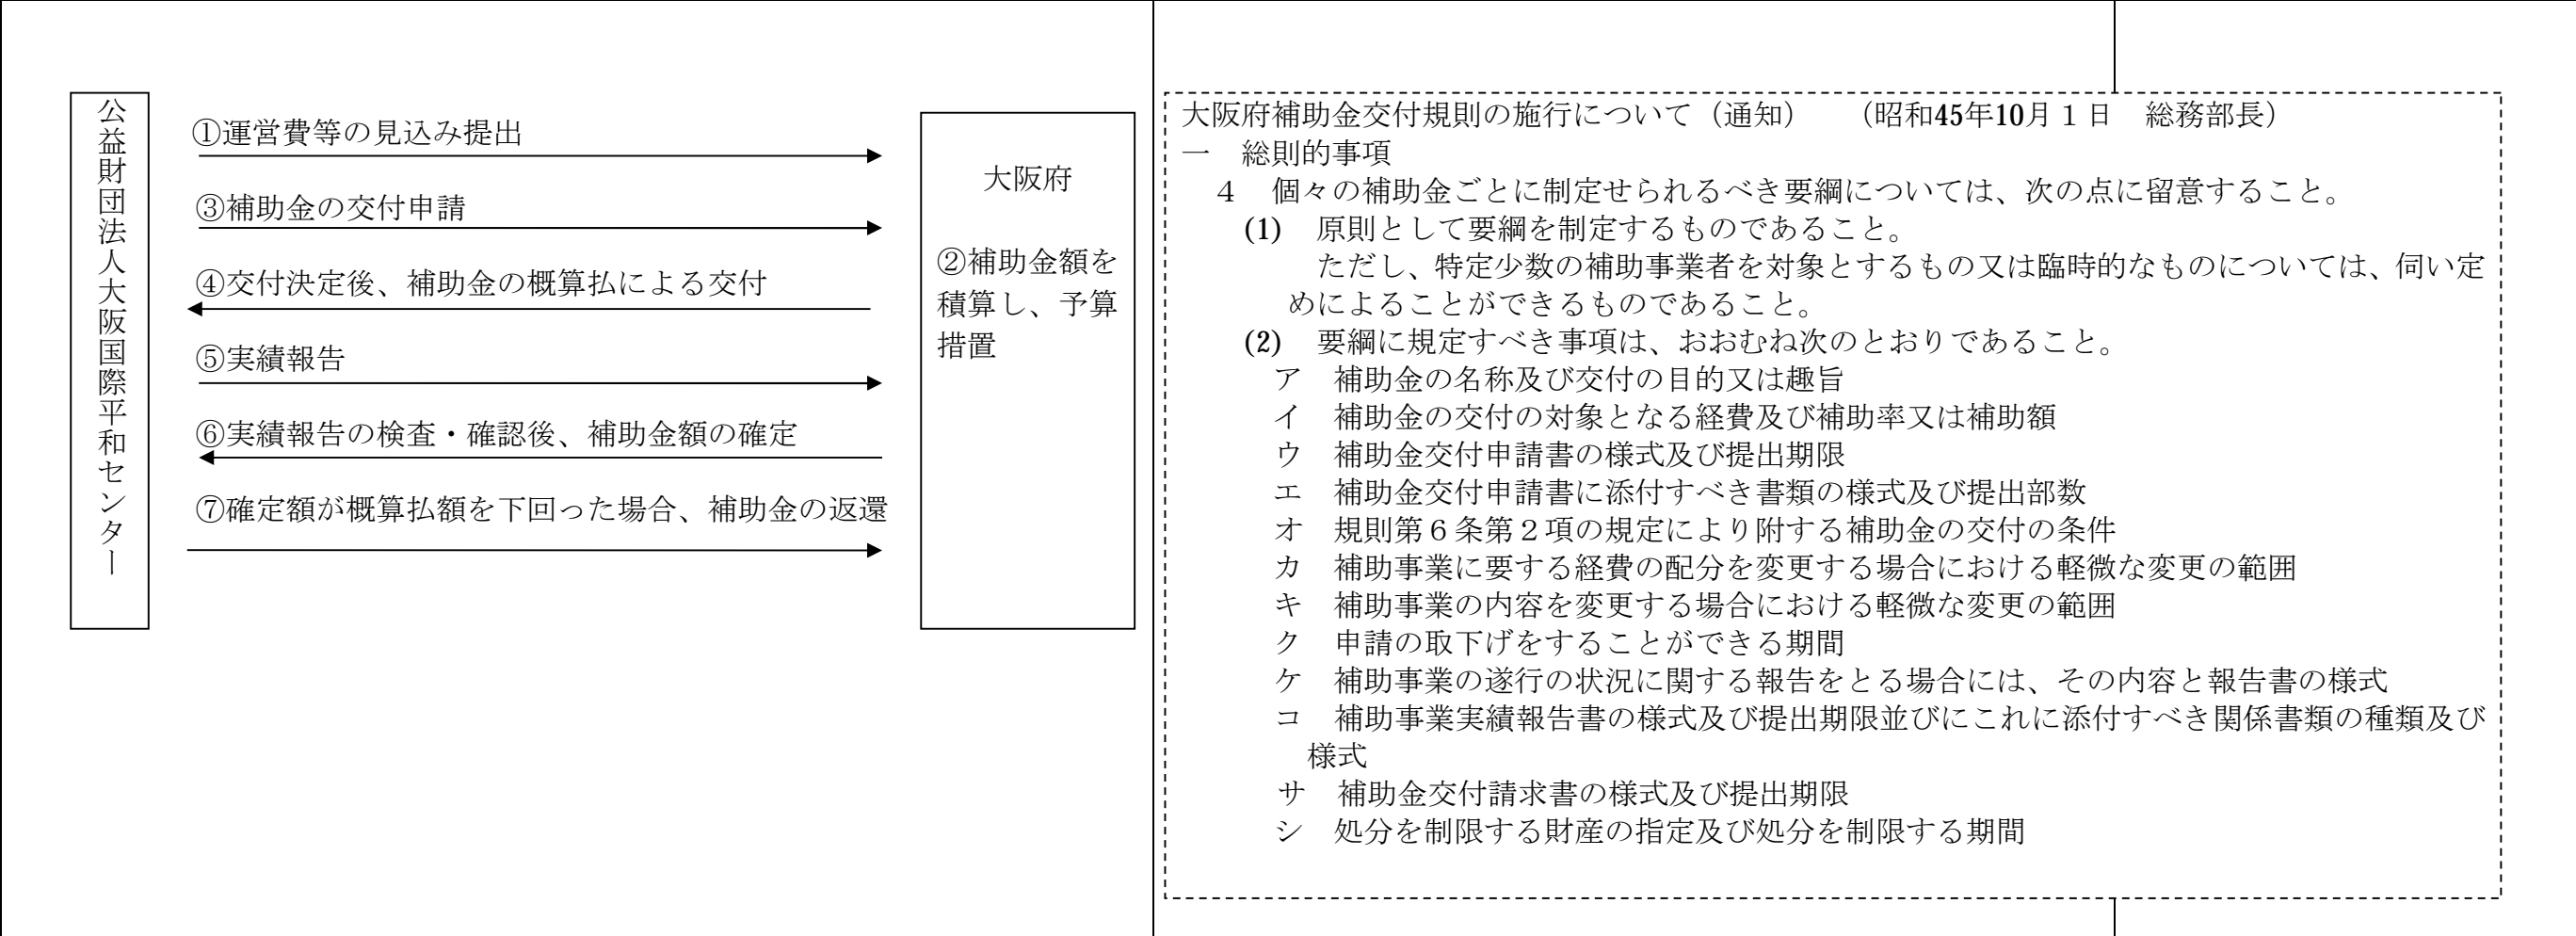 公益財団法人大阪国際平和センター
①運営費等の見込み提出
③補助金の交付申請
④交付決定後、補助金の概算払による交付
⑤実績報告
⑥実績報告の検査・確認後、補助金額の確定
⑦確定額が概算払額を下回った場合、補助金の返還
大阪府
②補助金額を
積算し、予算
措置
大阪府補助金交付規則の施行について（通知）　（昭和45年10月１日　総務部長）
一　総則的事項
４　個々の補助金ごとに制定せられるべき要綱については、次の点に留意すること。
(1)　原則として要綱を制定するものであること。
ただし、特定少数の補助事業者を対象とするもの又は臨時的なものについては、伺い定
めによることができるものであること。
(2)　要綱に規定すべき事項は、おおむね次のとおりであること。
ア　補助金の名称及び交付の目的又は趣旨
イ　補助金の交付の対象となる経費及び補助率又は補助額
ウ　補助金交付申請書の様式及び提出期限
エ　補助金交付申請書に添付すべき書類の様式及び提出部数
オ　規則第６条第２項の規定により附する補助金の交付の条件
カ　補助事業に要する経費の配分を変更する場合における軽微な変更の範囲
キ　補助事業の内容を変更する場合における軽微な変更の範囲
ク　申請の取下げをすることができる期間
ケ　補助事業の遂行の状況に関する報告をとる場合には、その内容と報告書の様式
コ　補助事業実績報告書の様式及び提出期限並びにこれに添付すべき関係書類の種類及び
様式
サ　補助金交付請求書の様式及び提出期限
シ　処分を制限する財産の指定及び処分を制限する期間